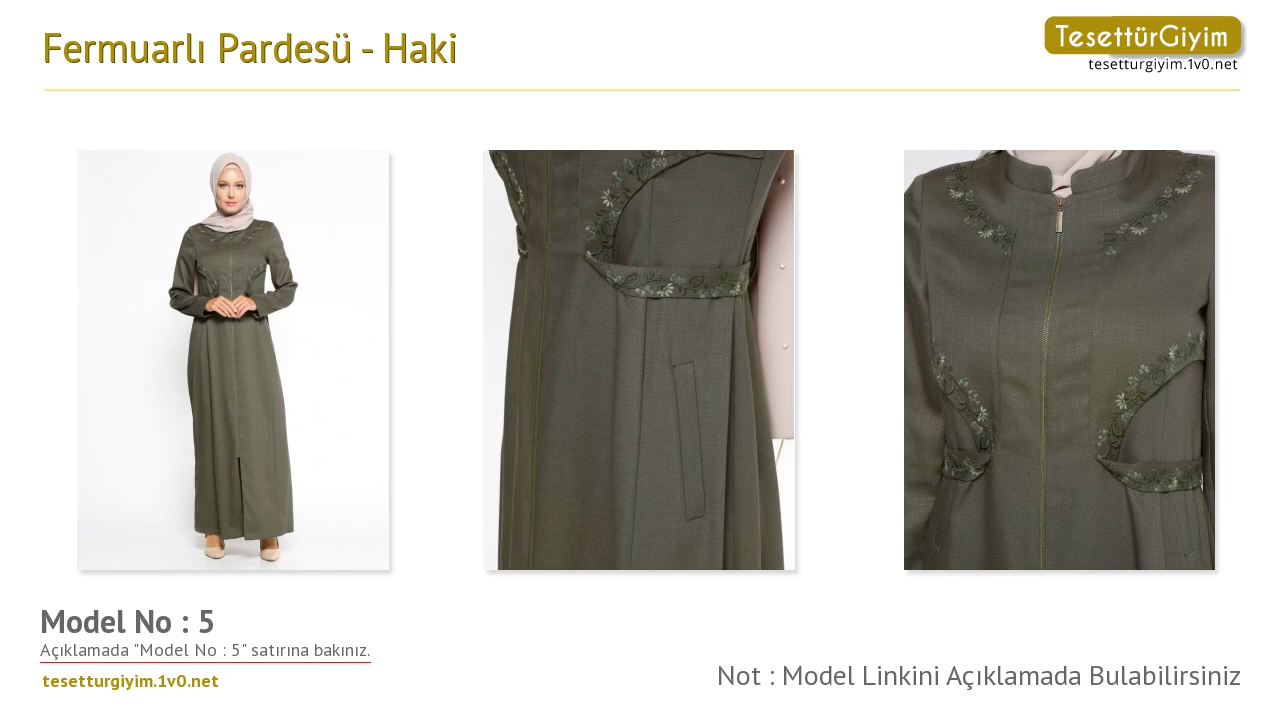 Fermuarlı Pardesü - Haki
TesettürGiyim
tesetturgiyim.1v0.net
Model No : 5
Açıklamada "Model No : 5" satırına bakınız.
tesetturgiyim.1v0.net
Not : Model Linkini Açıklamada Bulabilirsiniz